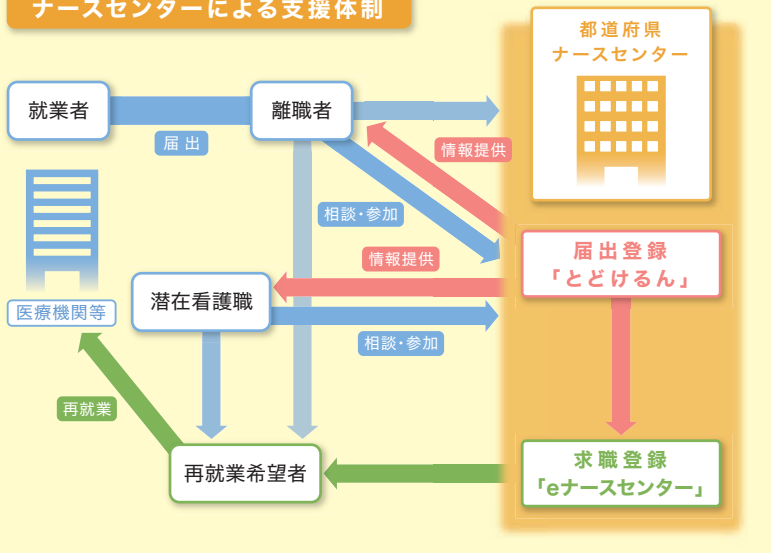 ナースセンターによる支援体制
都道府県
ナースセンター
就業者
離職者
届出
情報提供
相談・参加
届出登録
「とどけるん」
情報提供
潜在看護職
医療機関等
相談・参加
再就業
再就業希望者
求職登録
「eナースセンター」